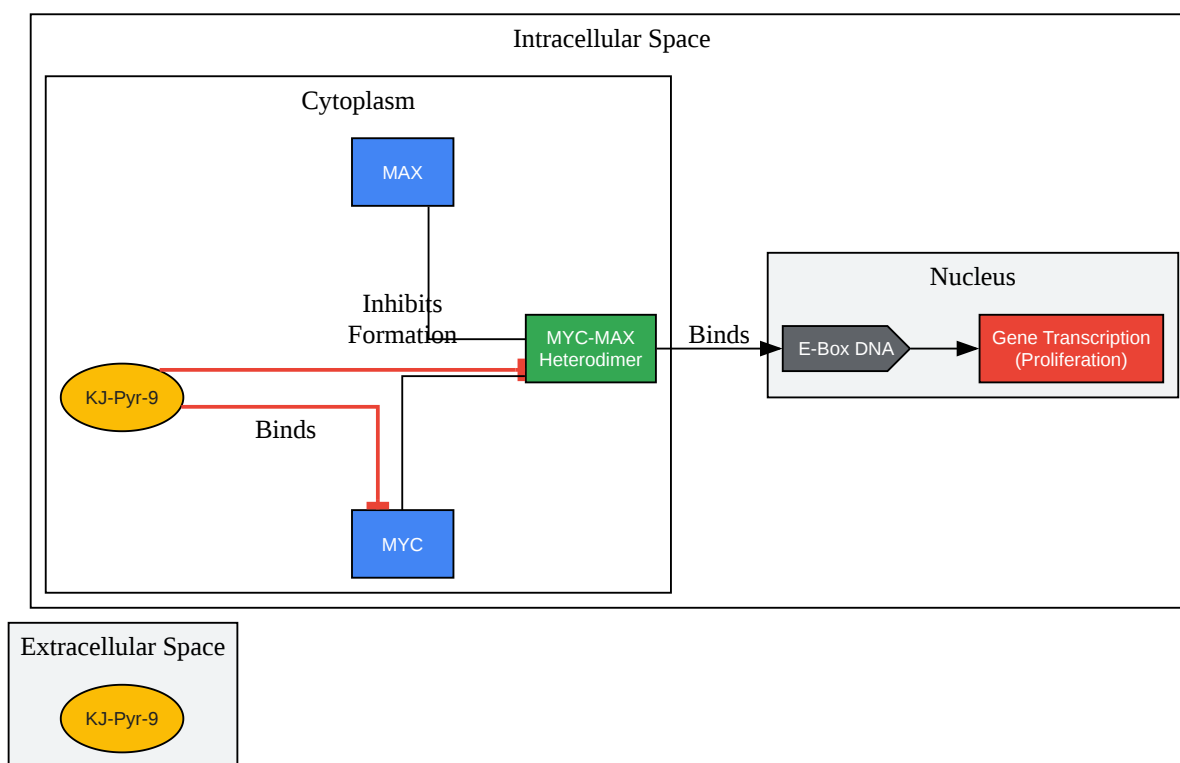 Intracellular Space
Cytoplasm
MAX
Inhibits
Formation
MYC-MAX
Heterodimer
KJ-Pyr-9
Binds
MYC
Binds
Nucleus
E-Box DNA
Gene Transcription
(Proliferation)
Extracellular Space
KJ-Pyr-9